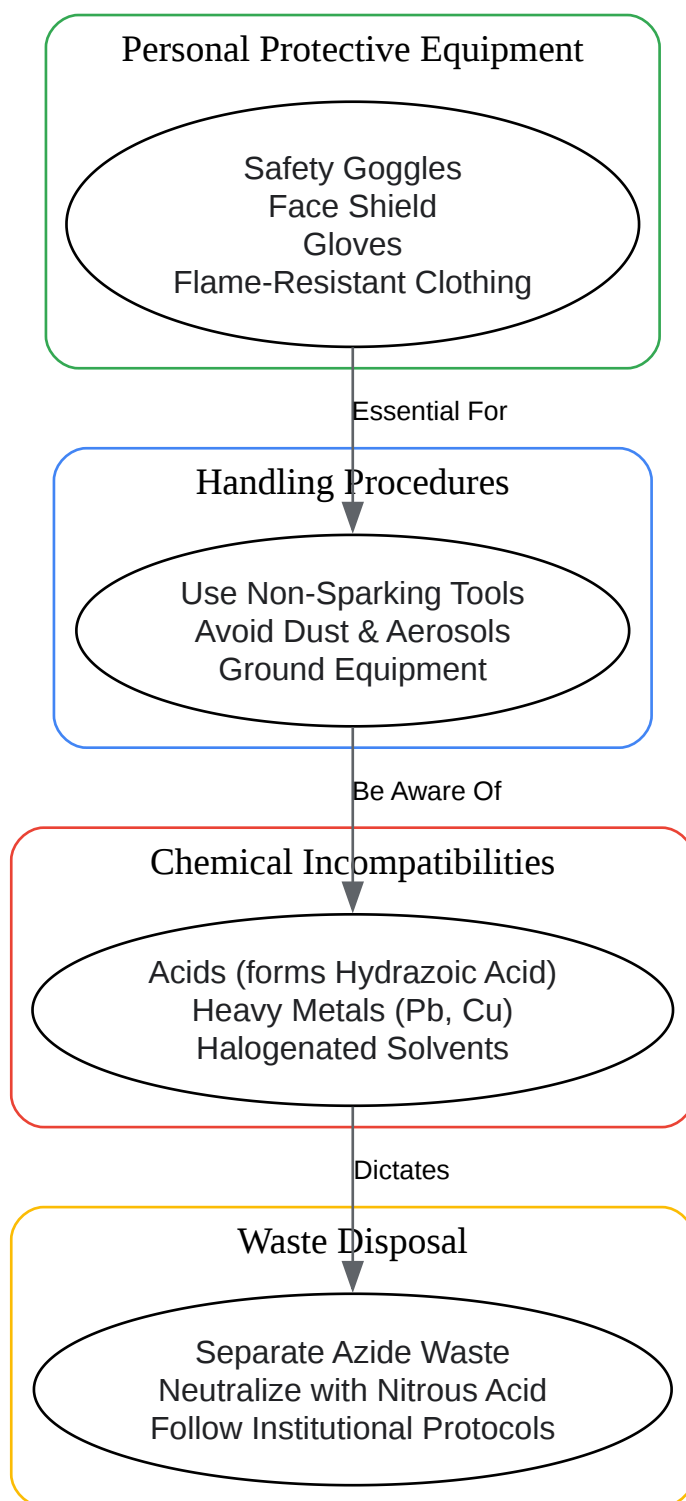 Personal Protective Equipment
Safety Goggles
Face Shield
Gloves
Flame-Resistant Clothing
Essential For
Handling Procedures
Use Non-Sparking Tools
Avoid Dust & Aerosols
Ground Equipment
Be Aware Of
Chemical Incompatibilities
Acids (forms Hydrazoic Acid)
Heavy Metals (Pb, Cu)
Halogenated Solvents
Dictates
Waste Disposal
Separate Azide Waste
Neutralize with Nitrous Acid
Follow Institutional Protocols